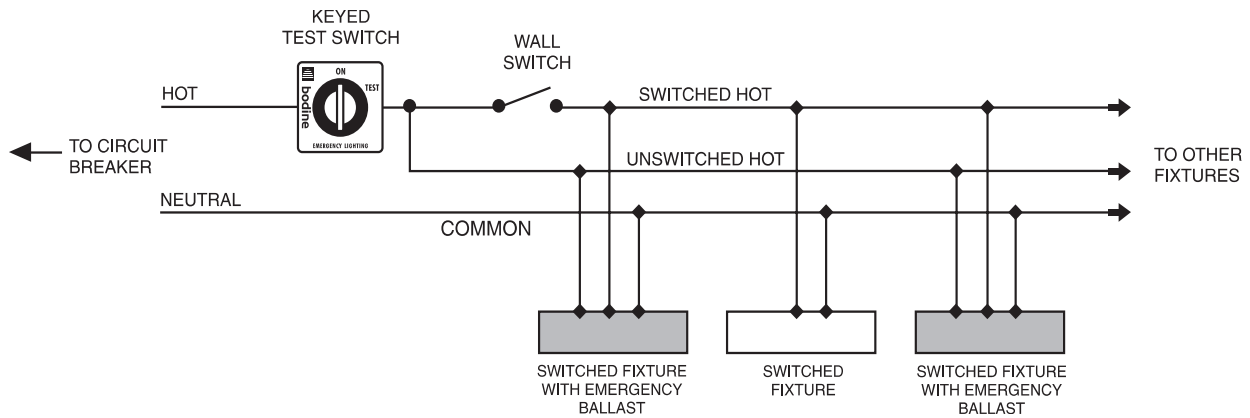 KEYED
TEST SWITCH
ON
TEST
bodine
EMERGENCY LIGHTING
WALL
SWITCH
HOT
SWITCHED HOT
TO CIRCUIT
BREAKER
UNSWITCHED HOT
TO OTHER
FIXTURES
NEUTRAL
COMMON
SWITCHED FIXTURE
WITH EMERGENCY
BALLAST
SWITCHED
FIXTURE
SWITCHED FIXTURE
WITH EMERGENCY
BALLAST